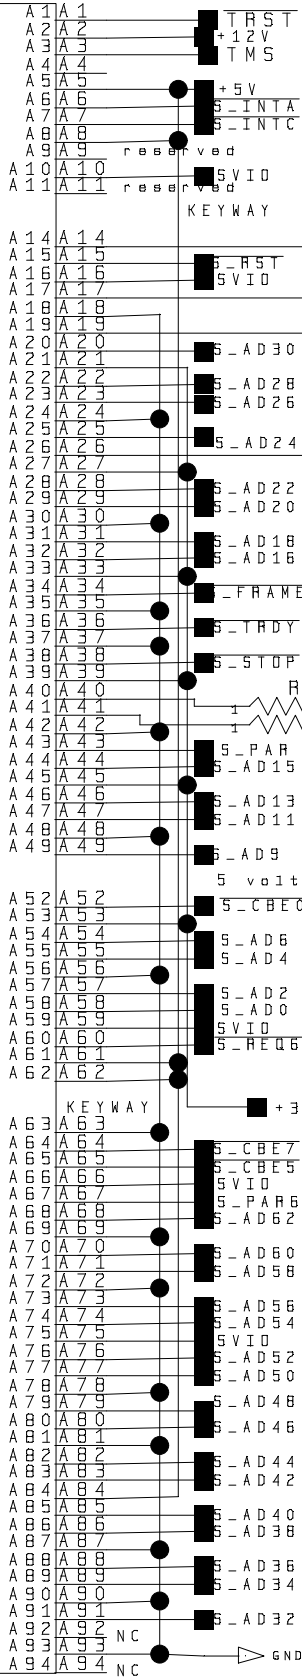 A1 A1 TRST
A2 A2 +12V
A3 A3 TMS
A4 A4
A5 A5 +5V
A6 A6 S_INTA
A7 A7 S_INTC
A8 A8
A9 A9 reserved
A10 A10 SVIO
A11 A11 reserved
KEYWAY
A14 A14
A15 A15 S_RST
A16 A16 SVIO
A17 A17
A18 A18
A19 A19
A20 A20 S_AD30
A21 A21
A22 A22 S_AD28
A23 A23 S_AD26
A24 A24
A25 A25 S_AD24
A26 A26
A27 A27
A28 A28 S_AD22
A29 A29 S_AD20
A30 A30
A31 A31 S_AD18
A32 A32 S_AD16
A33 A33
A34 A34 S_FRAME
A35 A35
A36 A36 S_TRDY
A37 A37
A38 A38 S_STOP
A39 A39
A40 A40 1 R
A41 A41 1
A42 A42
A43 A43 S_PAR
A44 A44 S_AD15
A45 A45
A46 A46 S_AD13
A47 A47 S_AD11
A48 A48
A49 A49 S_AD9
5 volt
A52 A52 S_CBE0
A53 A53
A54 A54 S_AD6
A55 A55 S_AD4
A56 A56
A57 A57 S_AD2
A58 A58 S_AD0
A59 A59 SVIO
A60 A60 S_REQ6
A61 A61
A62 A62
KEYWAY +3
A63 A63
A64 A64 S_CBE7
A65 A65 S_CBE5
A66 A66 SVIO
A67 A67 S_PAR6
A68 A68 S_AD62
A69 A69
A70 A70 S_AD60
A71 A71 S_AD58
A72 A72
A73 A73 S_AD56
A74 A74 S_AD54
A75 A75 SVIO
A76 A76 S_AD52
A77 A77 S_AD50
A78 A78
A79 A79 S_AD48
A80 A80 S_AD46
A81 A81
A82 A82 S_AD44
A83 A83 S_AD42
A84 A84
A85 A85 S_AD40
A86 A86 S_AD38
A87 A87
A88 A88 S_AD36
A89 A89 S_AD34
A90 A90
A91 A91 S_AD32
A92 A92 NC
A93 A93 GND
A94 A94 NC